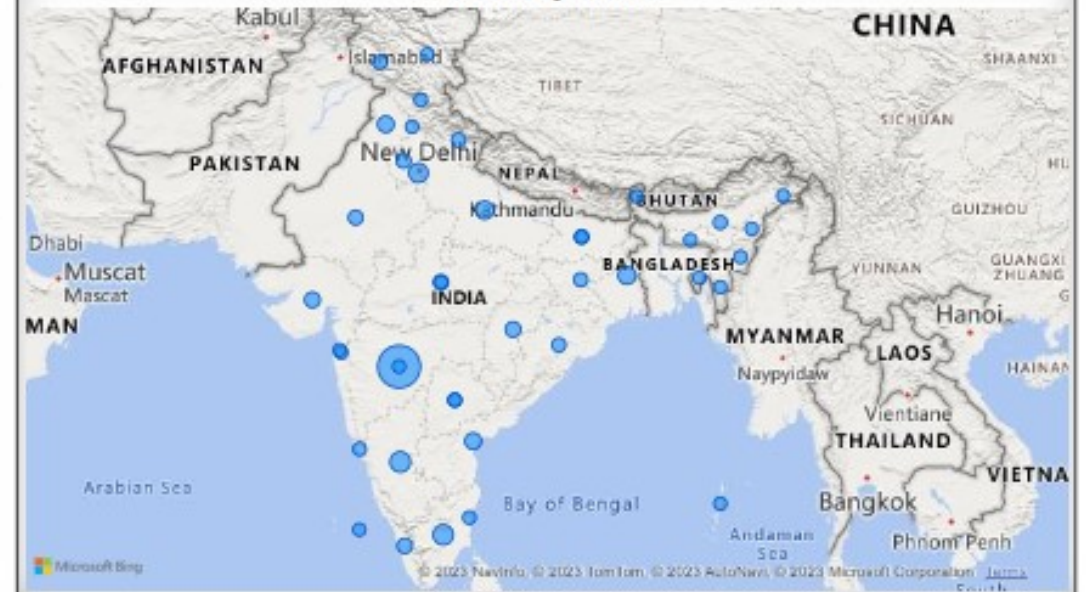 Kabul
CHINA
AFGHANISTAN
Islamabad
SHAANXI
TIBET
SICHUAN
PAKISTAN
New Delhi
NEPAL
BHUTAN
Kathmandu
GUIZHOU
Dhabi
Muscat
Mascat
BANGLADESH
YUNNAN
GUANGXI
ZHUANG
INDIA
MAN
MYANMAR
Hanoi
LAOS
Naypyidaw
HAINAN
Vientiane
THAILAND
VIETNA
Arabian Sea
Bay of Bengal
Bangkok
Andaman
Sea
Phnom Penh
Microsoft Bing
© 2023 NavInfo, © 2023 TomTom, © 2023 AutoNavi, © 2023 Microsoft Corporation Terms